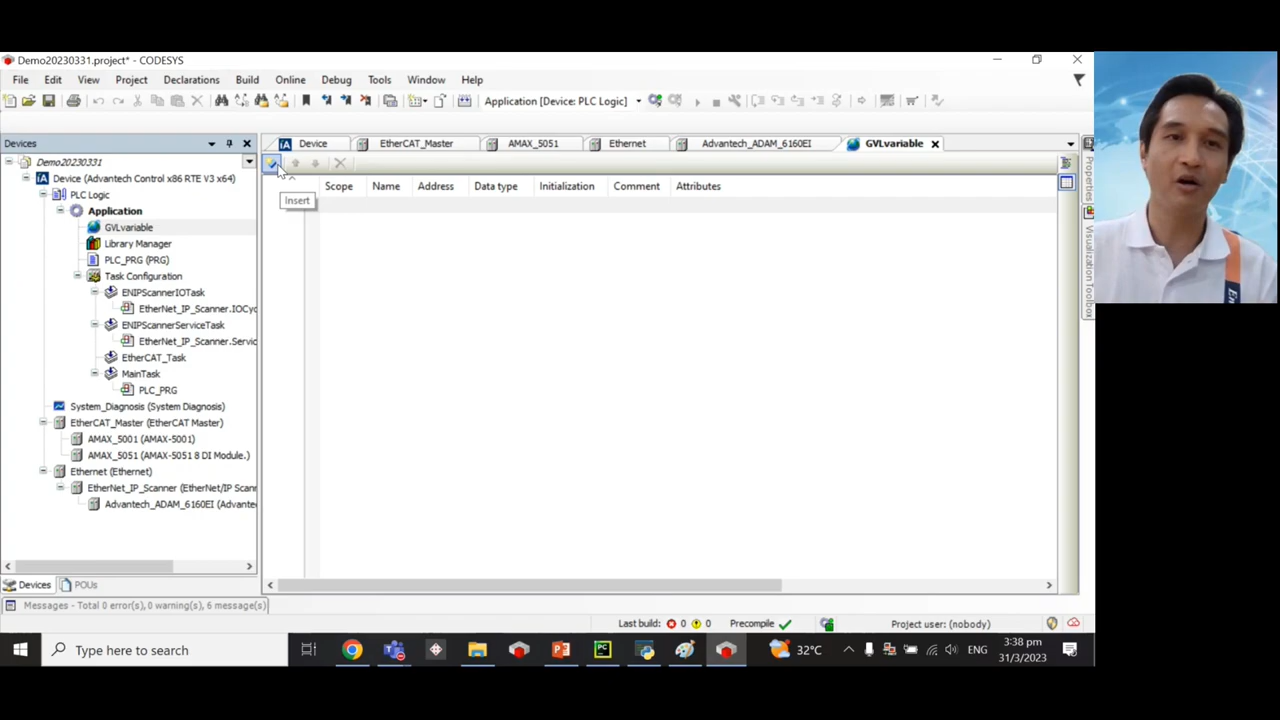 Demo20230331.project* - CODESYS
File Edit View Project Declarations Build Online Debug Tools Window Help
Application [Device: PLC Logic]
Devices
Device EtherCAT_Master AMAX_5051 Ethernet Advantech_ADAM_6160EI GVLvariable
Demo20230331
Device (Advantech Control x86 RTE V3 x64)
PLC Logic
Application
GVLvariable
Library Manager
PLC_PRG (PRG)
Task Configuration
ENIPScannerIOTask
EtherNet_IP_Scanner.IOCyc
ENIPScannerServiceTask
EtherNet_IP_Scanner.Servic
EtherCAT_Task
MainTask
PLC_PRG
System_Diagnosis (System Diagnosis)
EtherCAT_Master (EtherCAT Master)
AMAX_5001 (AMAX-5001)
AMAX_5051 (AMAX-5051 8 DI Module.)
Ethernet (Ethernet)
EtherNet_IP_Scanner (EtherNet/IP Scan
Advantech_ADAM_6160EI (Advante
Scope Name Address Data type Initialization Comment Attributes
Insert
Properties
Visualization Toolbox
Devices POUs
Messages - Total 0 error(s), 0 warning(s), 6 message(s)
Last build: 0 0 Precompile Project user: (nobody)
Type here to search
32°C
ENG
3:38 pm
31/3/2023